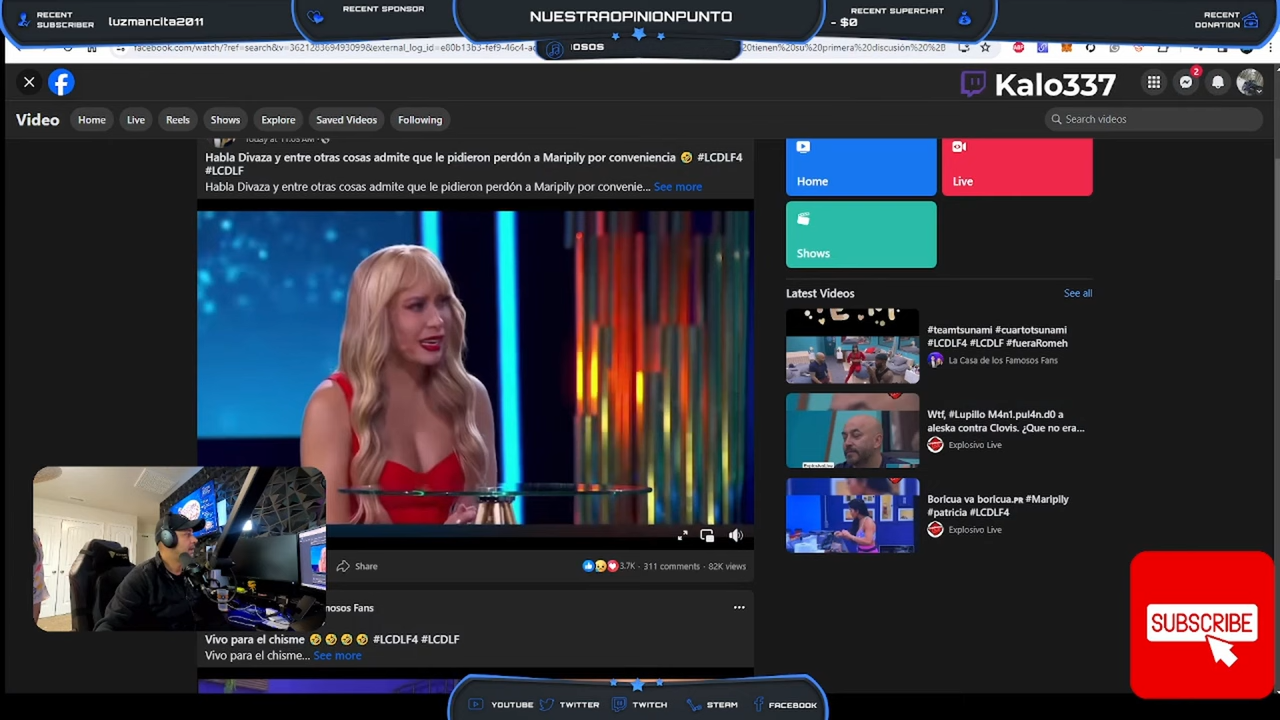 RECENT
SUBSCRIBER
luzmancita2011
RECENT SPONSOR
NUESTRAOPINIONPUNTO
RECENT SUPERCHAT
- $0
RECENT
DONATION
IOSOS
Kalo337
2
Video
Home
Live
Reels
Shows
Explore
Saved Videos
Following
Search videos
Habla Divaza y entre otras cosas admite que le pidieron perdón a Maripily por conveniencia 🤣 #LCDLF4
#LCDLF
Habla Divaza y entre otras cosas admite que le pidieron perdón a Maripily por convenie... See more
Home
Live
Shows
Latest Videos
See all
#teamtsunami #cuartotsunami
#LCDLF4 #LCDLF #fueraRomeh
La Casa de los Famosos Fans
Wtf, #Lupillo M4n1.pul4n.d0 a
aleska contra Clovis. ¿Que no era...
Explosivo Live
Boricua va boricua.🇵🇷 #Maripily
#patricia #LCDLF4
Explosivo Live
Share
3.7K · 311 comments · 82K views
mosos Fans
Vivo para el chisme 🤣🤣🤣🤣 #LCDLF4 #LCDLF
Vivo para el chisme... See more
SUBSCRIBE
YOUTUBE
TWITTER
TWITCH
STEAM
FACEBOOK